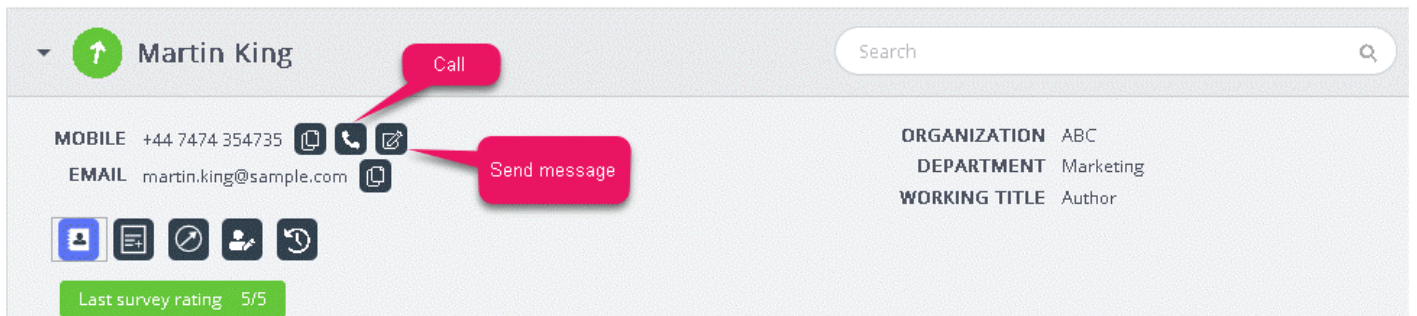 Martin King
Call
Search
MOBILE +44 7474 354735
EMAIL martin.king@sample.com
Send message
ORGANIZATION ABC
DEPARTMENT Marketing
WORKING TITLE Author
Last survey rating 5/5